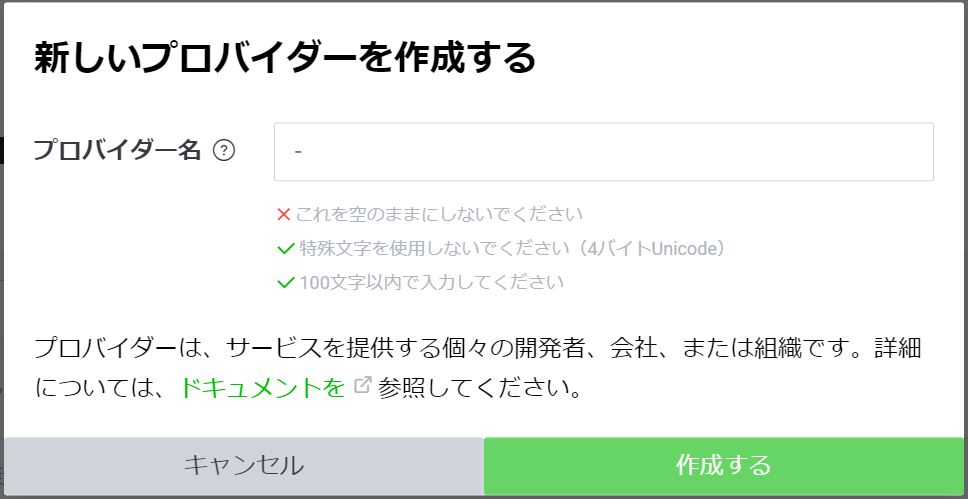 新しいプロバイダーを作成する
プロバイダー名 ?
-
これを空のままにしないでください
特殊文字を使用しないでください（4バイトUnicode）
100文字以内で入力してください
プロバイダーは、サービスを提供する個々の開発者、会社、または組織です。詳細
については、ドキュメントを 参照してください。
キャンセル
作成する